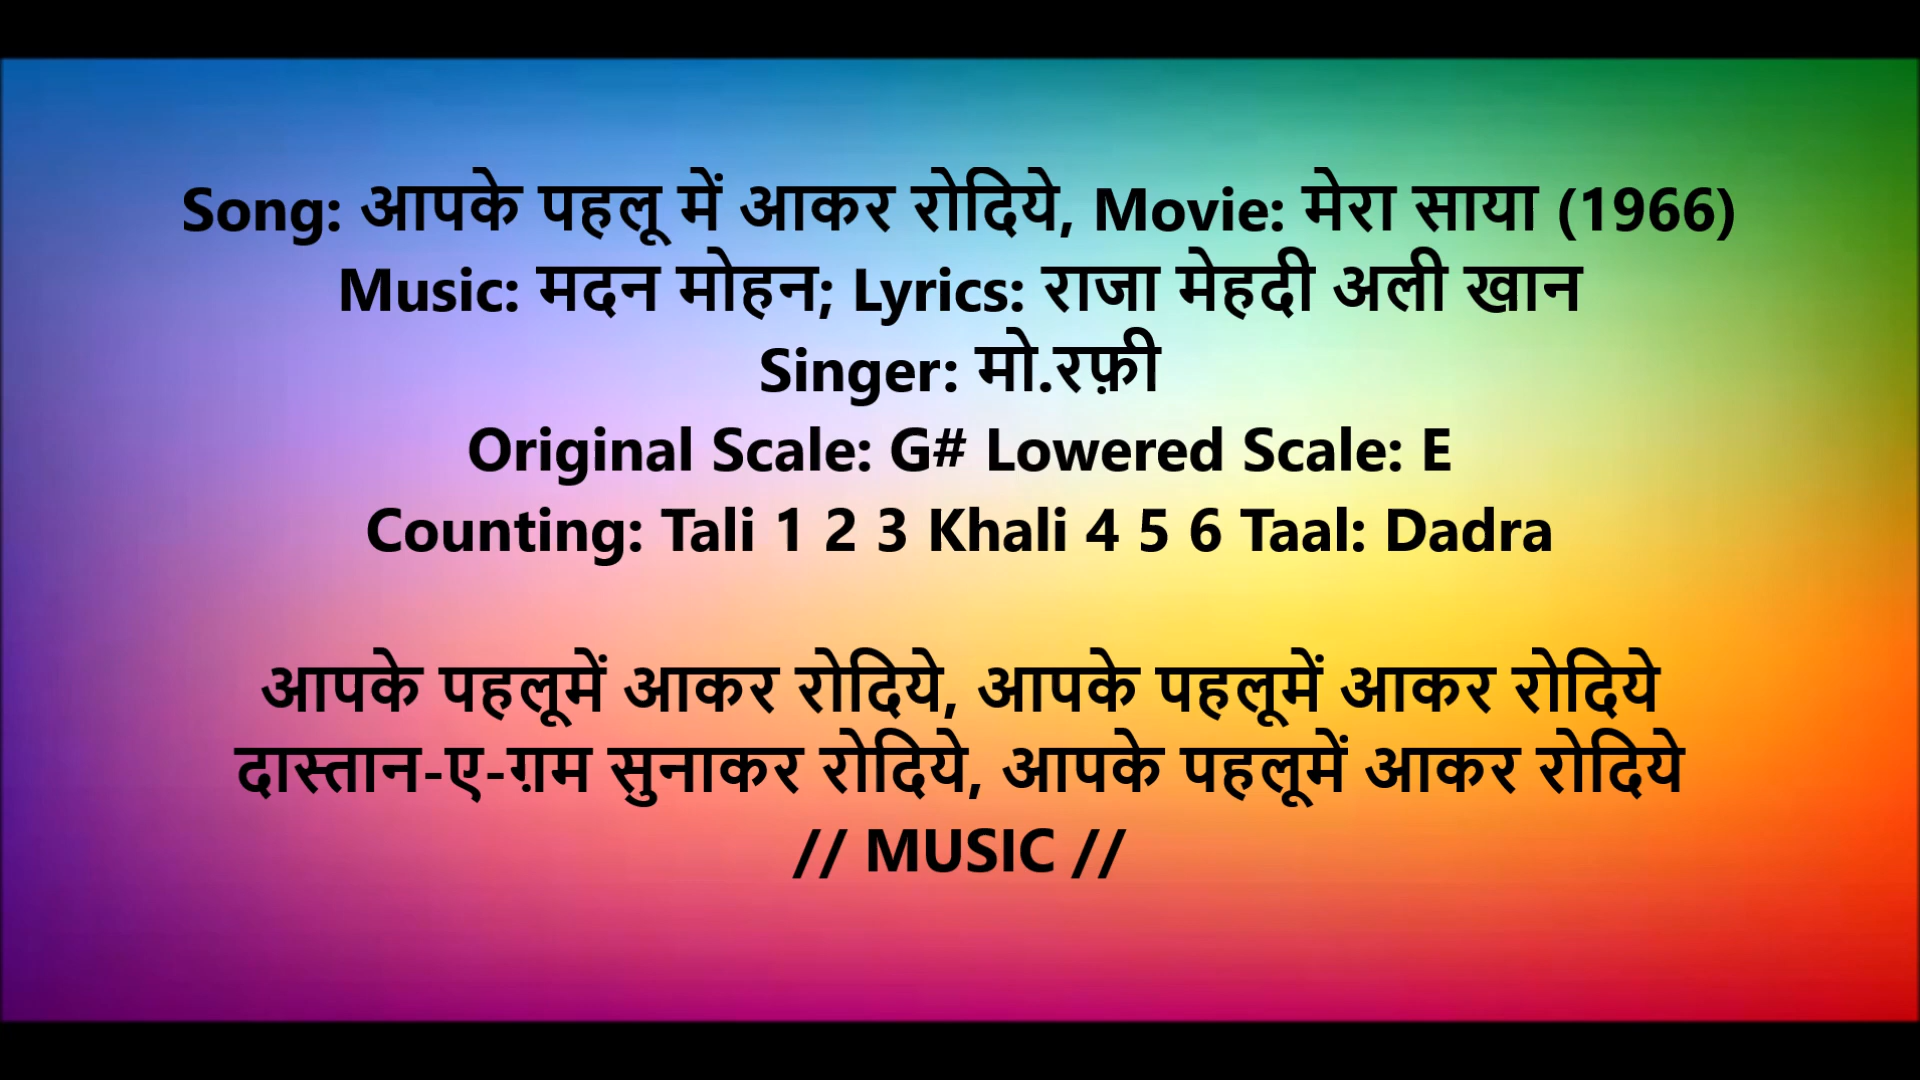 Song: आपके पहलू में आकर रोदिये, Movie: मेरा साया (1966)
Music: मदन मोहन; Lyrics: राजा मेहदी अली खान
Singer: मो.रफ़ी
Original Scale: G# Lowered Scale: E
Counting: Tali 1 2 3 Khali 4 5 6 Taal: Dadra
आपके पहलूमें आकर रोदिये, आपके पहलूमें आकर रोदिये
दास्तान-ए-ग़म सुनाकर रोदिये, आपके पहलूमें आकर रोदिये
// MUSIC //